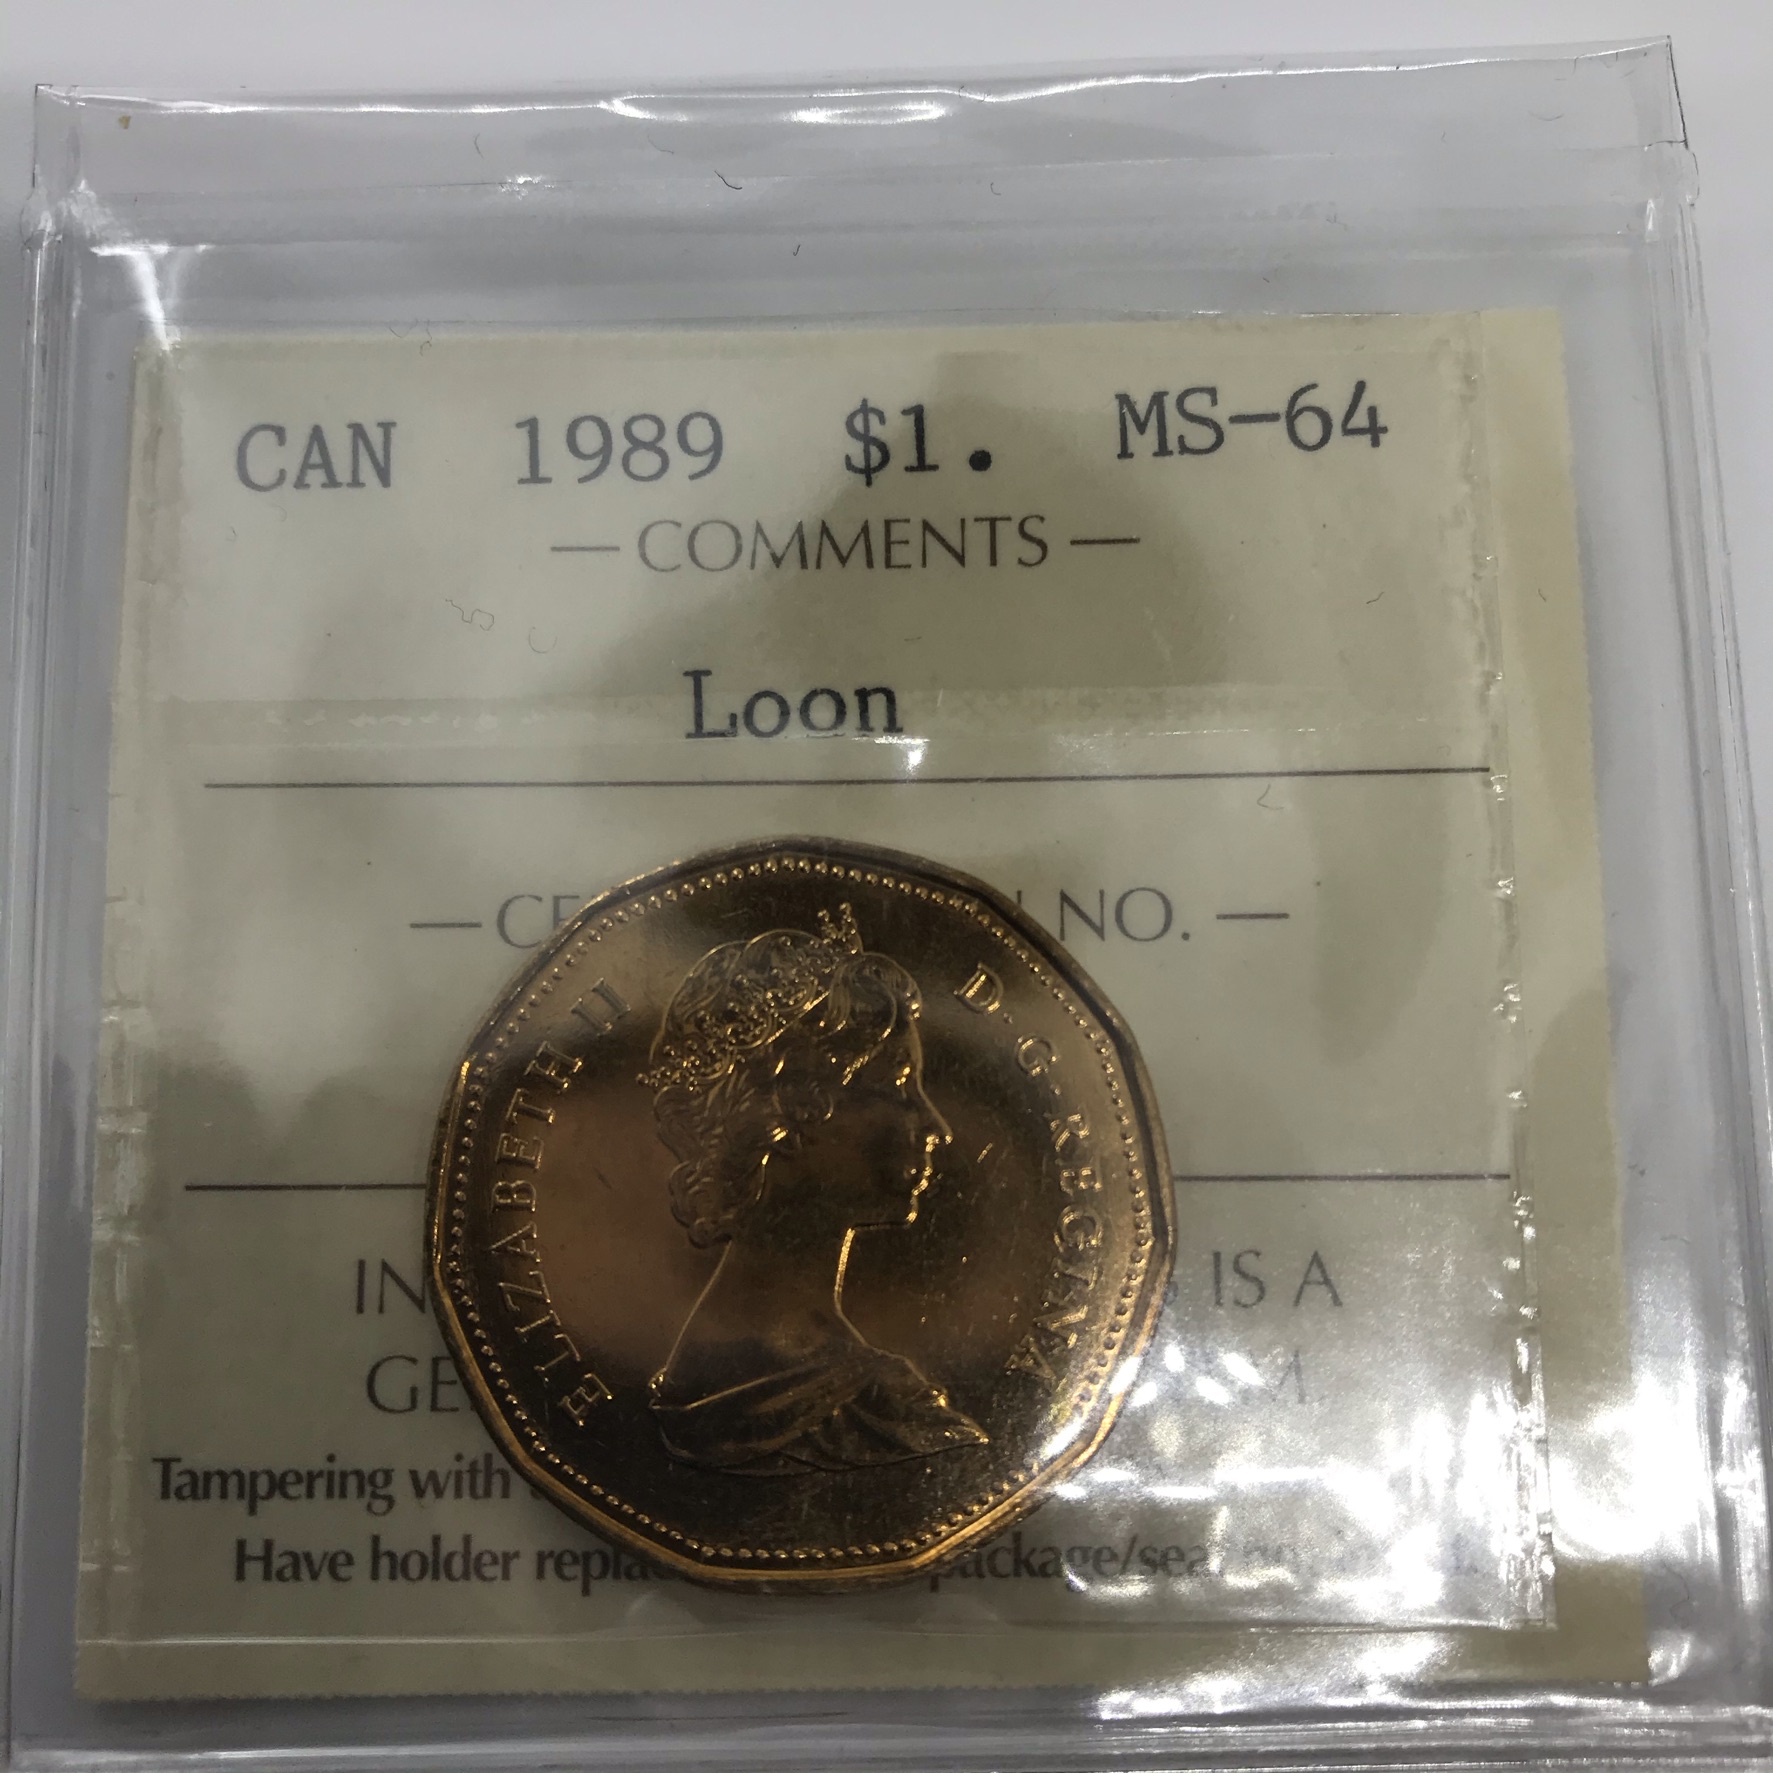 CAN 1989 $1. MS-64
— COMMENTS —
Loon
— CE NO. —
IN IS A
GE M.
Tampering with
Have holder package/sea
ELIZABETH II D·G·REGINA